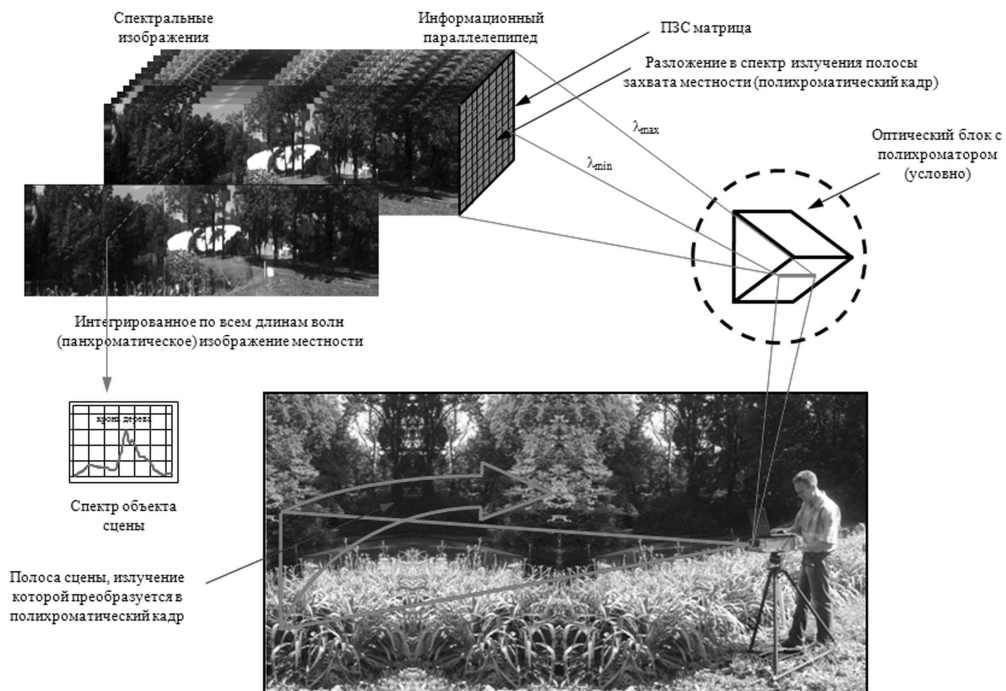 Спектральные
изображения
Информационный
параллелепипед
ПЗС матрица
Разложение в спектр излучения полосы
захвата местности (полихроматический кадр)
λmax
λmin
Оптический блок с
полихроматором
(условно)
Интегрированное по всем длинам волн
(панхроматическое) изображение местности
крона дерева
Спектр объекта
сцены
Полоса сцены, излучение
которой преобразуется в
полихроматический кадр